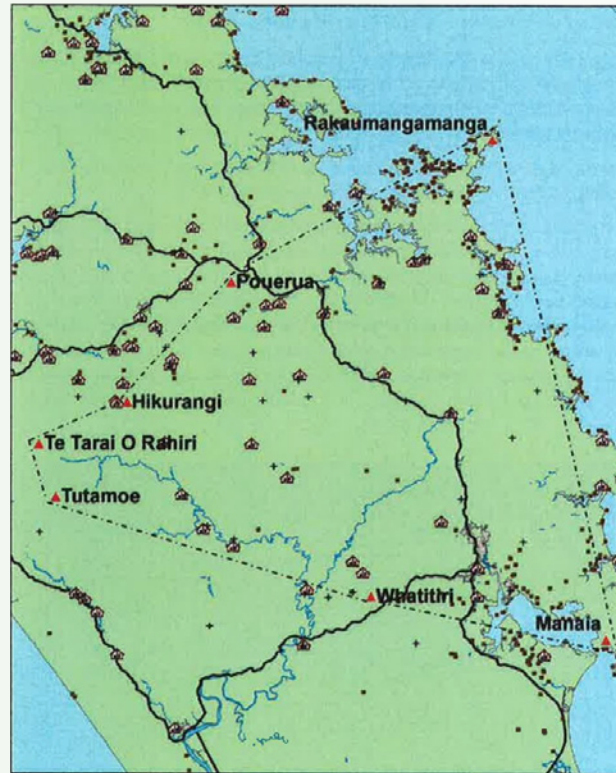 Rakaumangamanga
Pouerua
Hikurangi
Te Tarai O Rahiri
Tutamoe
Whatitiri
Manaia